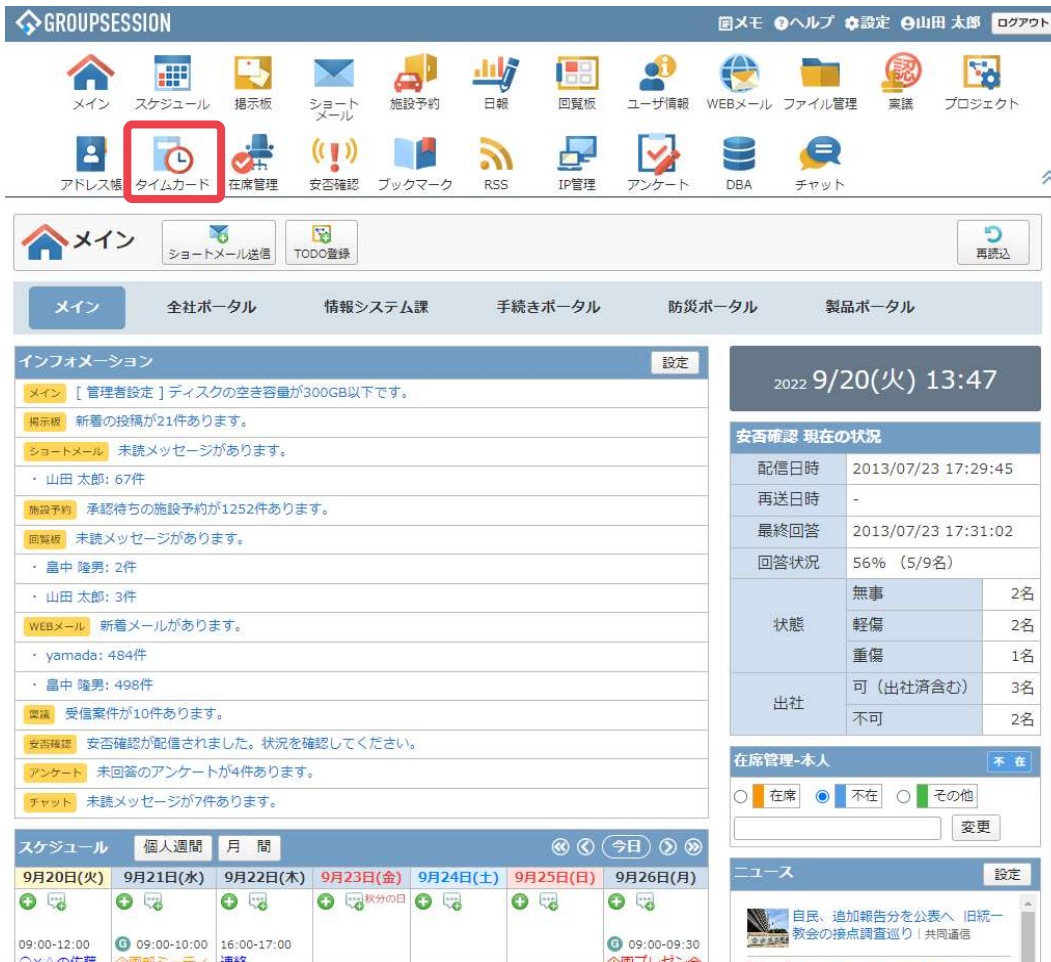 GROUPSESSION
メモ ヘルプ 設定 山田 太郎 ログアウト
メイン スケジュール 掲示板 ショートメール 施設予約 日報 回覧板 ユーザ情報 WEBメール ファイル管理 稟議 プロジェクト
アドレス帳 タイムカード 在席管理 安否確認 ブックマーク RSS IP管理 アンケート DBA チャット
メイン ショートメール送信 TODO登録 再読込
メイン 全社ポータル 情報システム課 手続きポータル 防災ポータル 製品ポータル
インフォメーション 設定
メイン [ 管理者設定 ] ディスクの空き容量が300GB以下です。
掲示板 新着の投稿が21件あります。
ショートメール 未読メッセージがあります。
・ 山田 太郎: 67件
施設予約 承認待ちの施設予約が1252件あります。
回覧板 未読メッセージがあります。
・ 畠中 隆男: 2件
・ 山田 太郎: 3件
WEBメール 新着メールがあります。
・ yamada: 484件
・ 畠中 隆男: 498件
稟議 受信案件が10件あります。
安否確認 安否確認が配信されました。状況を確認してください。
アンケート 未回答のアンケートが4件あります。
チャット 未読メッセージが7件あります。
スケジュール 個人週間 月 間 今日
9月20日(火) 9月21日(水) 9月22日(木) 9月23日(金) 9月24日(土) 9月25日(日) 9月26日(月)
秋分の日
09:00-12:00 G 09:00-10:00 16:00-17:00 G 09:00-09:30
2022 9/20(火) 13:47
安否確認 現在の状況
配信日時 2013/07/23 17:29:45
再送日時 -
最終回答 2013/07/23 17:31:02
回答状況 56% (5/9名)
状態 無事 2名
軽傷 2名
重傷 1名
出社 可（出社済含む） 3名
不可 2名
在席管理-本人 不 在
在席 不在 その他
変更
ニュース 設定
自民、追加報告分を公表へ 旧統一
教会の接点調査巡り | 共同通信